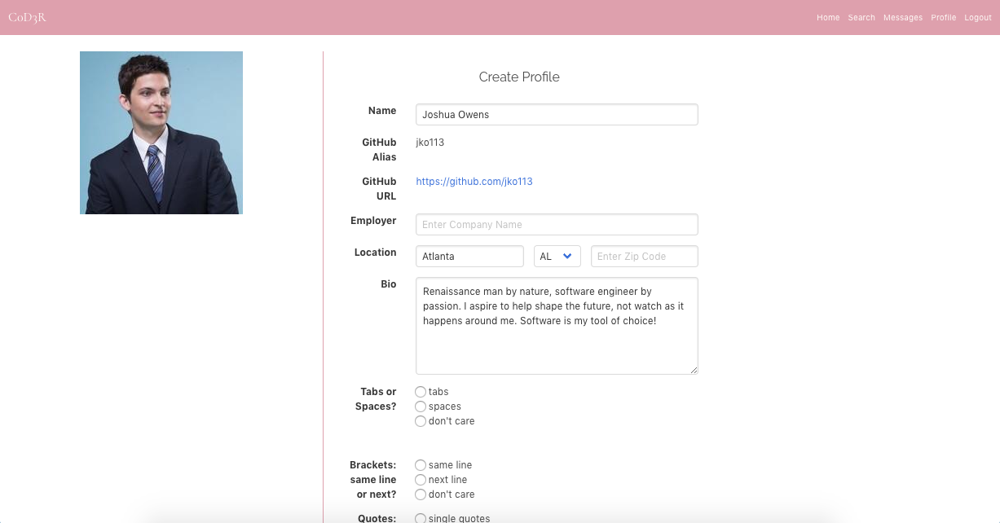 CoD3R
Home Search Messages Profile Logout
Create Profile
Name
Joshua Owens
GitHub
Alias
jko113
GitHub
URL
https://github.com/jko113
Employer
Enter Company Name
Location
Atlanta
AL
Enter Zip Code
Bio
Renaissance man by nature, software engineer by
passion. I aspire to help shape the future, not watch as it
happens around me. Software is my tool of choice!
Tabs or
Spaces?
tabs
spaces
don't care
Brackets:
same line
or next?
same line
next line
don't care
Quotes:
single quotes